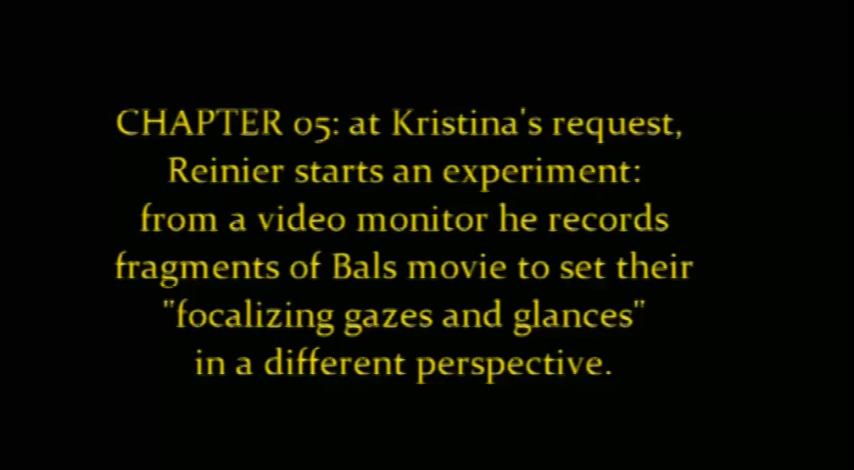 CHAPTER 05: at Kristina's request,
Reinier starts an experiment:
from a video monitor he records
fragments of Bals movie to set their
"focalizing gazes and glances"
in a different perspective.